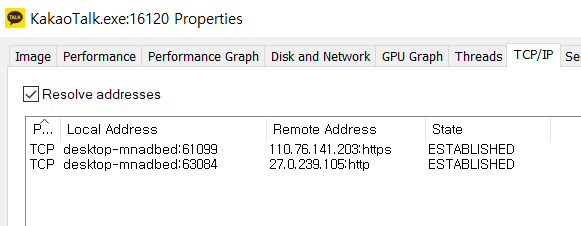 TALK KakaoTalk.exe:16120 Properties
Image Performance Performance Graph Disk and Network GPU Graph Threads TCP/IP Se
Resolve addresses
P... Local Address Remote Address State
TCP desktop-mnadbed:61099 110.76.141.203:https ESTABLISHED
TCP desktop-mnadbed:63084 27.0.239.105:http ESTABLISHED